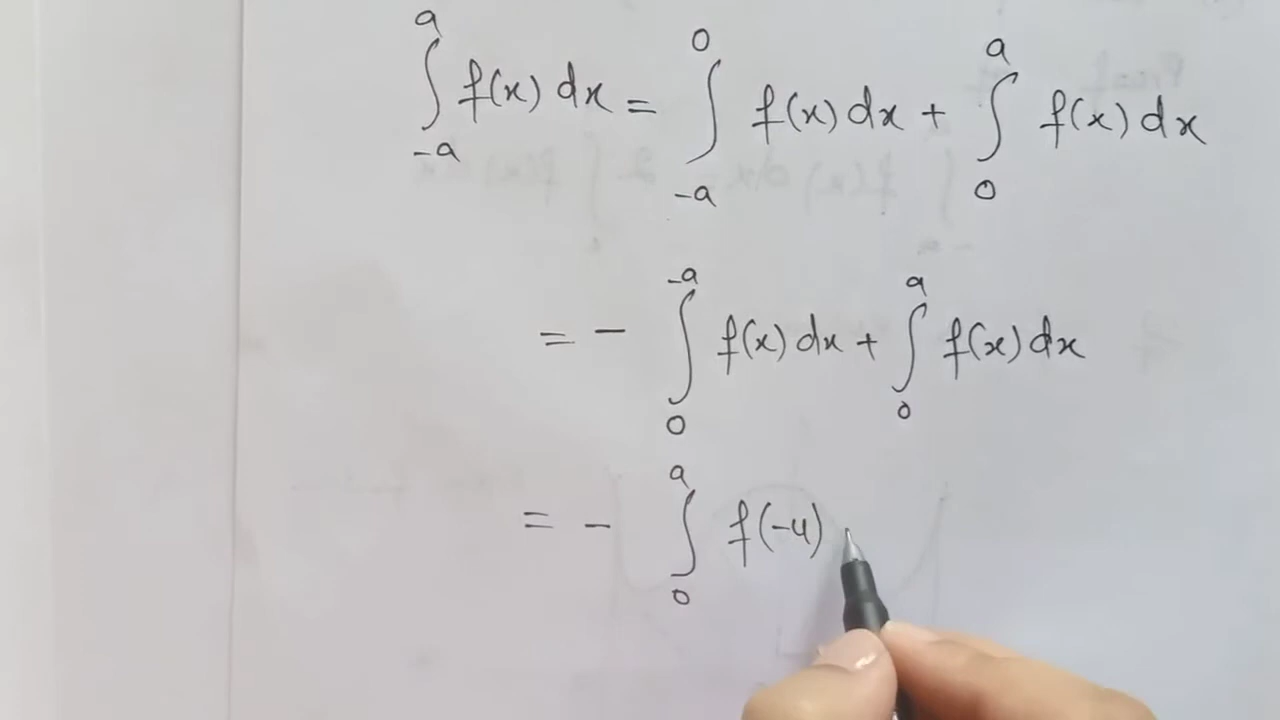 ∫_{-a}^{a} f(x) dx = ∫_{-a}^{0} f(x) dx + ∫_{0}^{a} f(x) dx
= - ∫_{0}^{-a} f(x) dx + ∫_{0}^{a} f(x) dx
= - ∫_{0}^{a} f(-u)